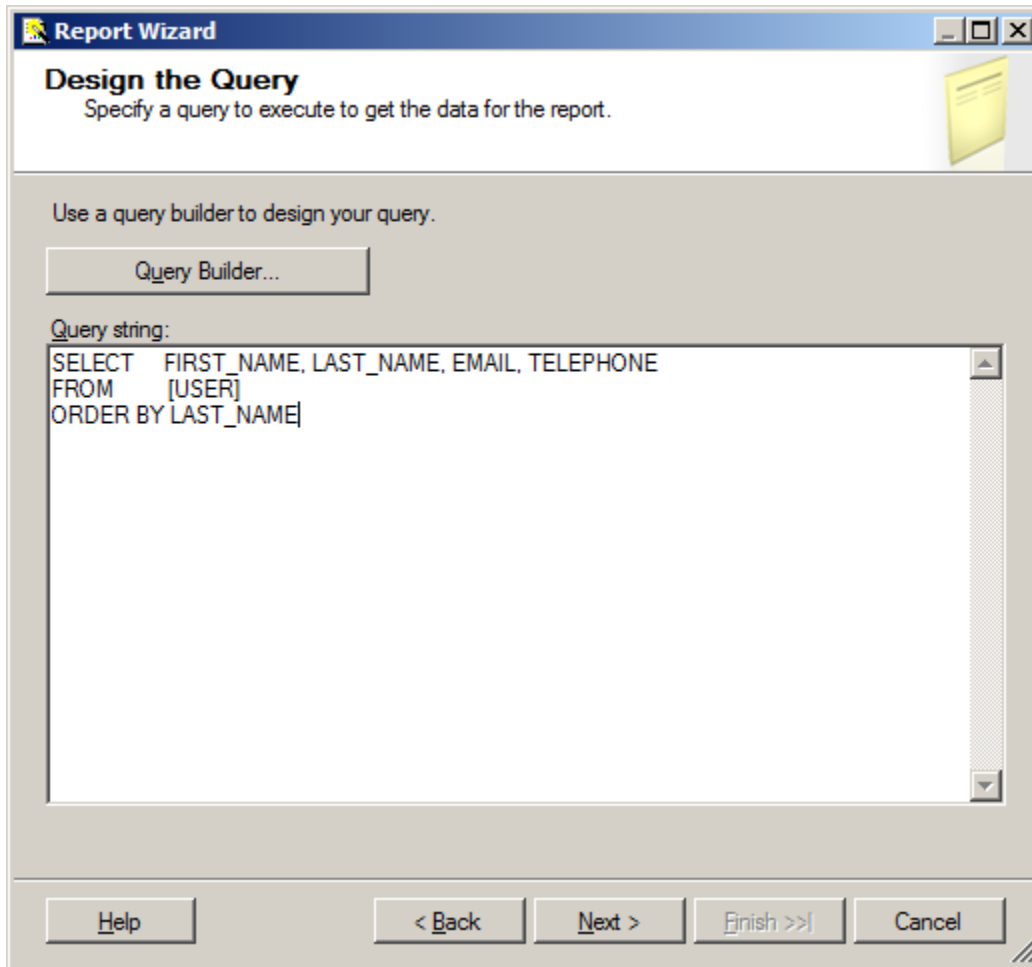 Report Wizard
Design the Query
Specify a query to execute to get the data for the report.
Use a query builder to design your query.
Query Builder...
Query string:
SELECT FIRST_NAME, LAST_NAME, EMAIL, TELEPHONE
FROM [USER]
ORDER BY LAST_NAME
Help < Back Next > Finish >>| Cancel